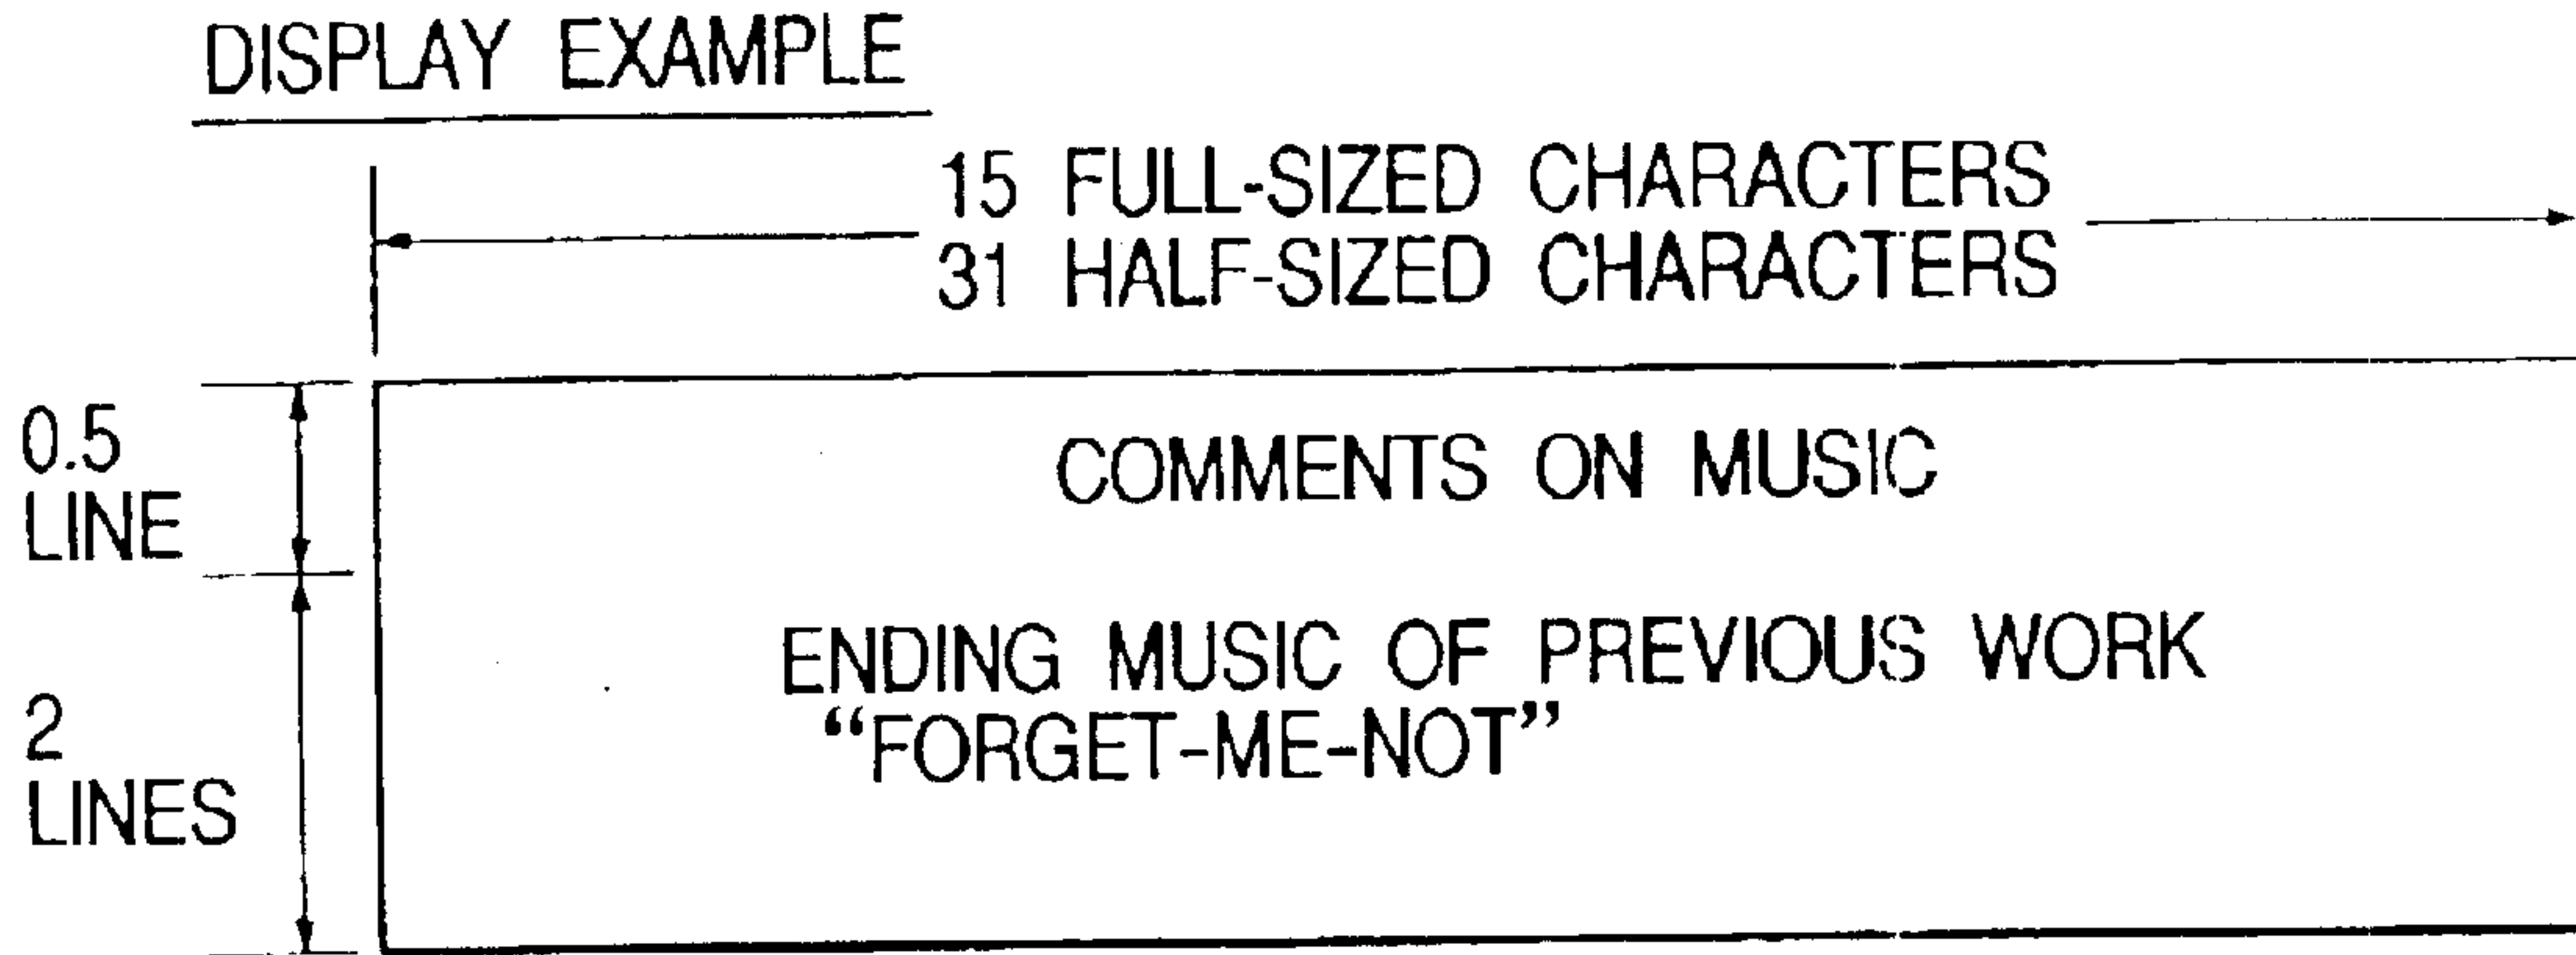 DISPLAY EXAMPLE
15 FULL-SIZED CHARACTERS
31 HALF-SIZED CHARACTERS
0.5
LINE
COMMENTS ON MUSIC
2
LINES
ENDING MUSIC OF PREVIOUS WORK
“FORGET-ME-NOT”